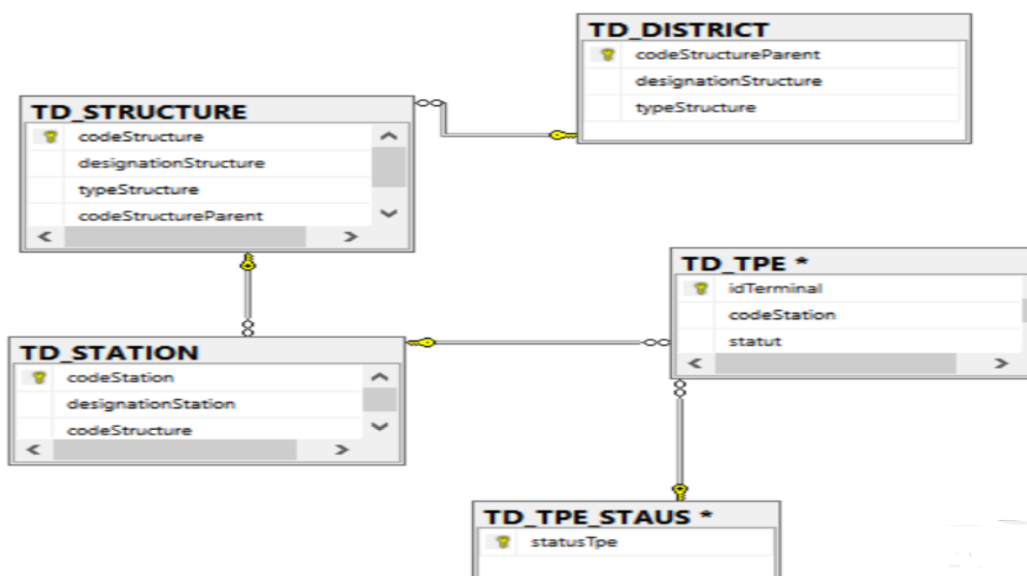 TD_DISTRICT
codeStructureParent
designationStructure
typeStructure
TD_STRUCTURE
codeStructure
designationStructure
typeStructure
codeStructureParent
TD_TPE *
idTerminal
codeStation
statut
TD_STATION
codeStation
designationStation
codeStructure
TD_TPE_STAUS *
statusTpe